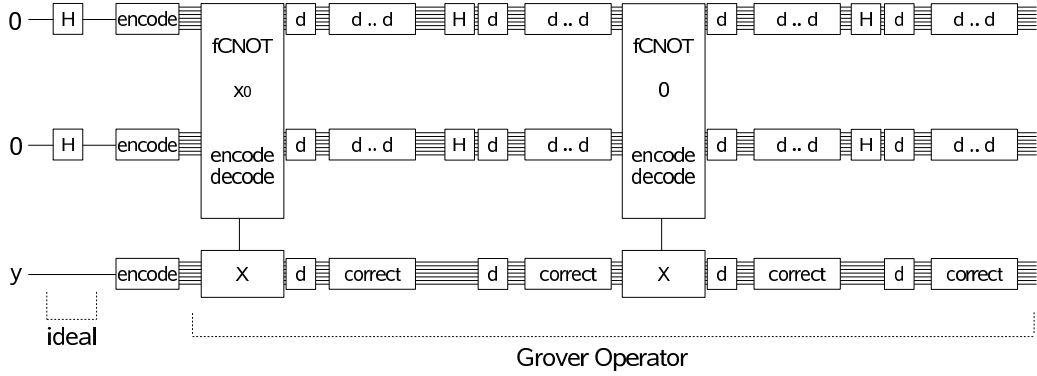 0 H encode d d .. d H d d .. d d d .. d H d d .. d
fCNOT fCNOT
x0 0
0 H encode d d .. d H d d .. d d d .. d H d d .. d
encode encode
decode decode
y encode X d correct d correct X d correct d correct
ideal
Grover Operator